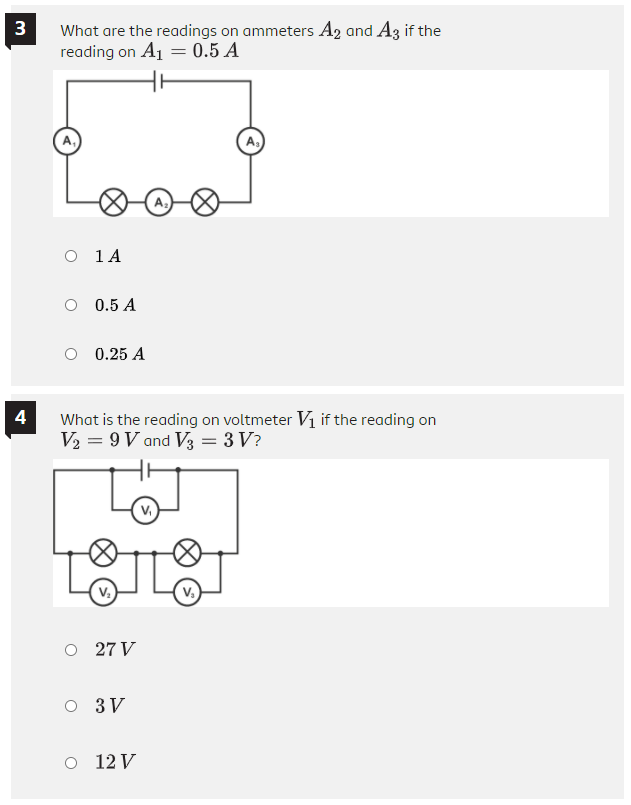 3
What are the readings on ammeters A₂ and A₃ if the
reading on A₁ = 0.5 A
A₁
A₃
A₂
1 A
0.5 A
0.25 A
4
What is the reading on voltmeter V₁ if the reading on
V₂ = 9 V and V₃ = 3 V?
V₁
V₂
V₃
27 V
3 V
12 V